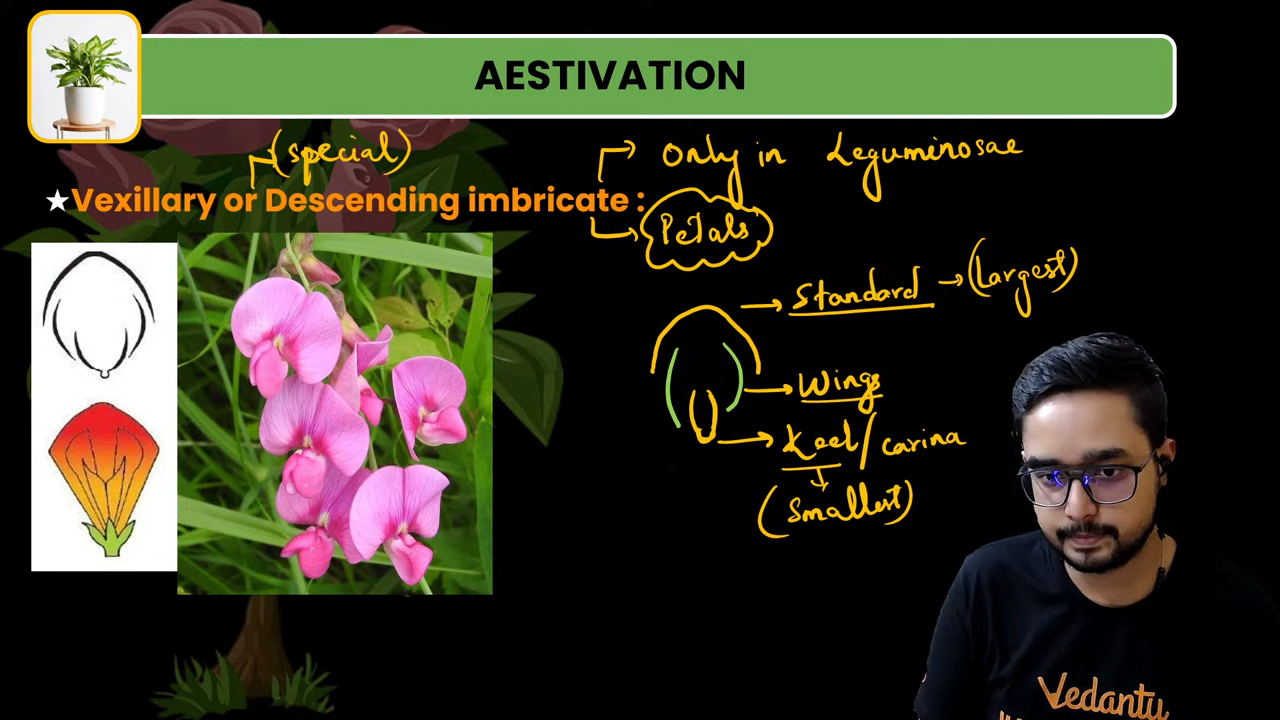 AESTIVATION
(special)
Only in Leguminosae
★Vexillary or Descending imbricate :
Petals
Standard → (largest)
Wings
Keel/carina
(Smallest)
Vedantu